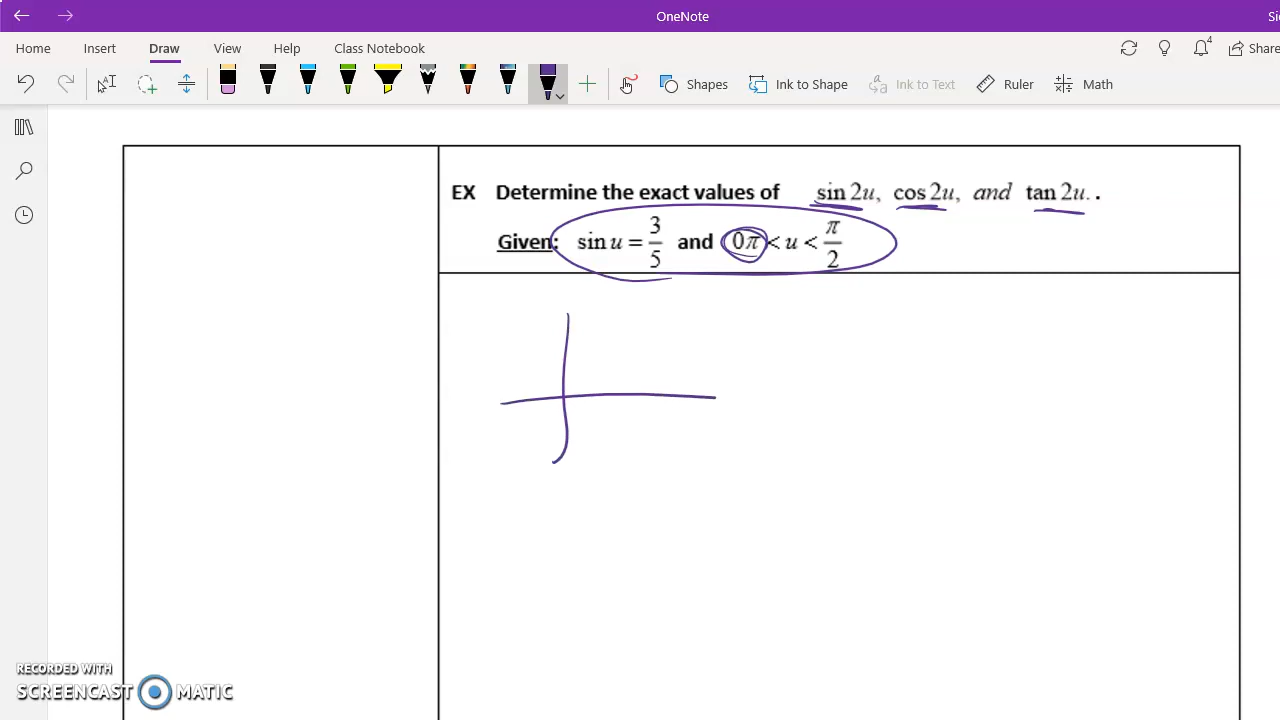 OneNote
Sie
Home Insert Draw View Help Class Notebook
4
Share
Shapes Ink to Shape Ink to Text Ruler Math
EX Determine the exact values of sin 2u, cos 2u, and tan 2u. .
Given: sin u = 3/5 and 0π < u < π/2
RECORDED WITH
SCREENCAST MATIC